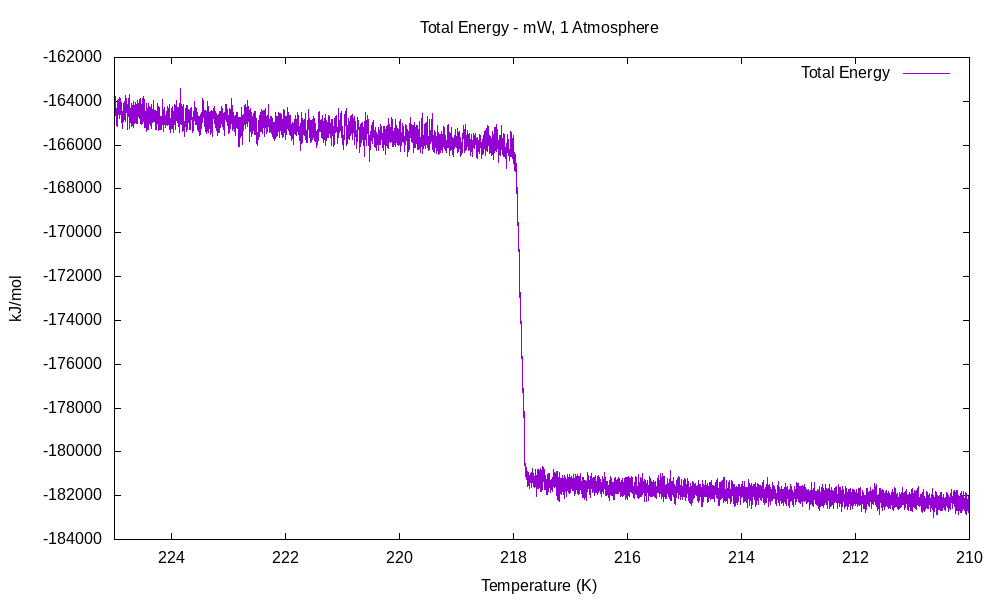 Total Energy - mW, 1 Atmosphere
Total Energy
-162000
-164000
-166000
-168000
-170000
-172000
-174000
-176000
-178000
-180000
-182000
-184000
kJ/mol
224 222 220 218 216 214 212 210
Temperature (K)